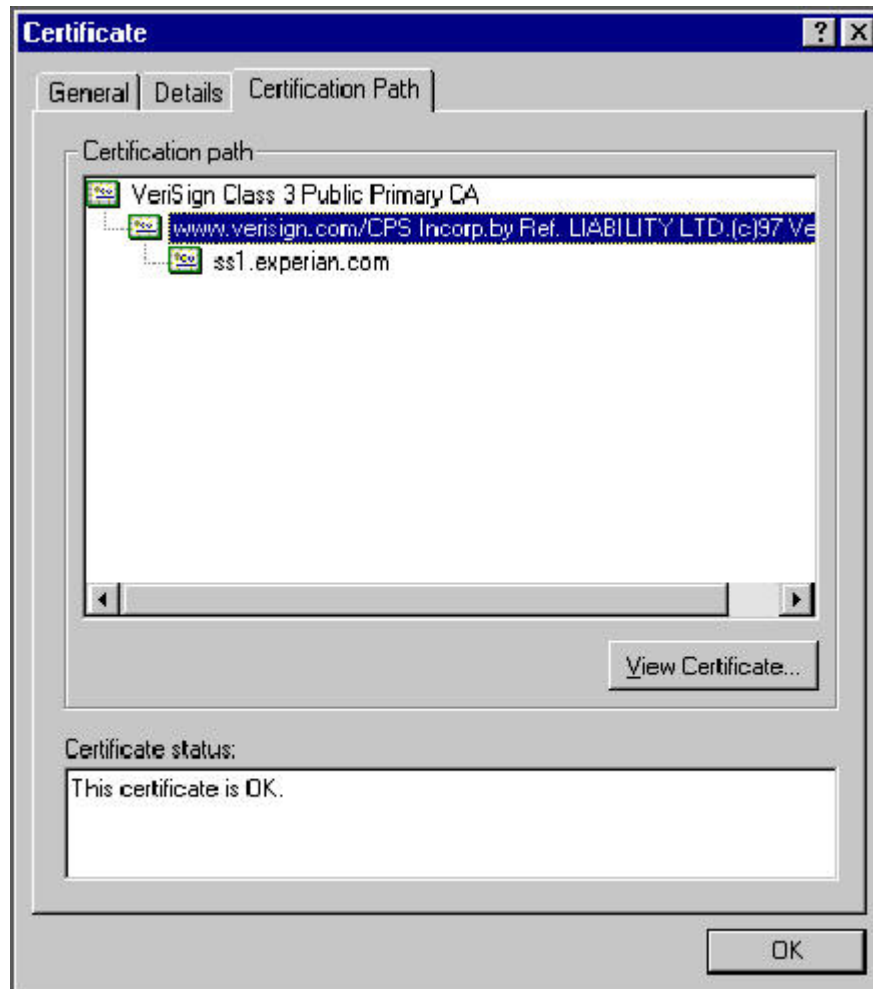 Certificate
General
Details
Certification Path
Certification path
VeriSign Class 3 Public Primary CA
www.verisign.com/CPS Incorp.by Ref. LIABILITY LTD.(c)97 Ve
ss1.experian.com
View Certificate...
Certificate status:
This certificate is OK.
OK